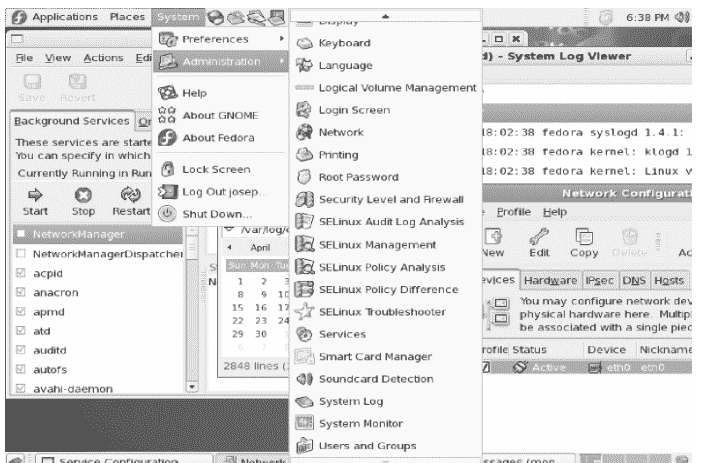 Applications Places System 6:38 PM
Preferences
Administration
Help
About GNOME
About Fedora
Lock Screen
Log Out josep...
Shut Down...
Display
Keyboard
Language
Logical Volume Management
Login Screen
Network
Printing
Root Password
Security Level and Firewall
SELinux Audit Log Analysis
SELinux Management
SELinux Policy Analysis
SELinux Policy Difference
SELinux Troubleshooter
Services
Smart Card Manager
Soundcard Detection
System Log
System Monitor
Users and Groups
File View Actions Edi
Save Revert
Background Services On
These services are starte
You can specify in which
Currently Running in Run
Start Stop Restart
NetworkManager
NetworkManagerDispatcher
acpid
anacron
apmd
atd
auditd
autofs
avahi-daemon
/var/log/
April
Sun Mon Tue
1 2 3
8 9 10
15 16 17
22 23 24
29 30
2848 lines (
) - System Log Viewer
18:02:38 fedora syslogd 1.4.1:
18:02:38 fedora kernel: klogd 1
18:02:38 fedora kernel: Linux v
Network Configurati
Profile Help
New Edit Copy Delete Ac
evices Hardware IPsec DNS Hosts
You may configure network dev
physical hardware here. Multipl
be associated with a single piec
rofile Status Device Nickname
Active eth0 eth0
Service Configuration
Network
ssages (mon